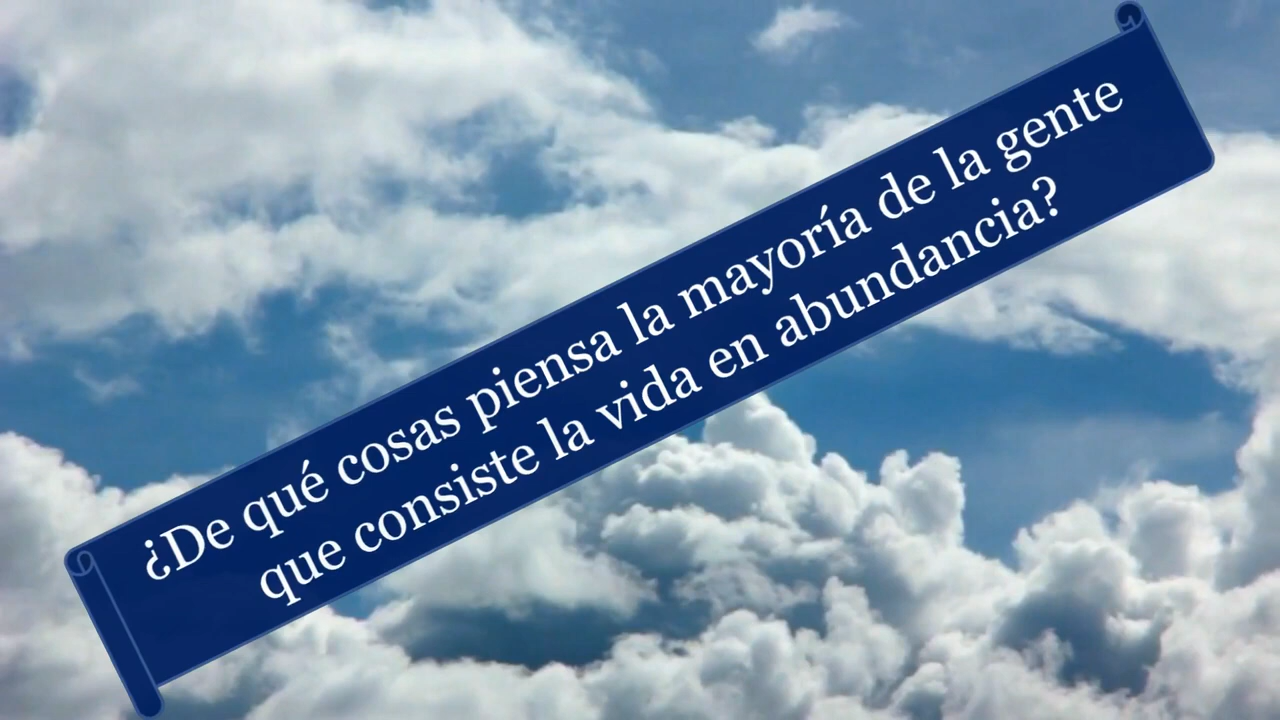 ¿De qué cosas piensa la mayoría de la gente
que consiste la vida en abundancia?